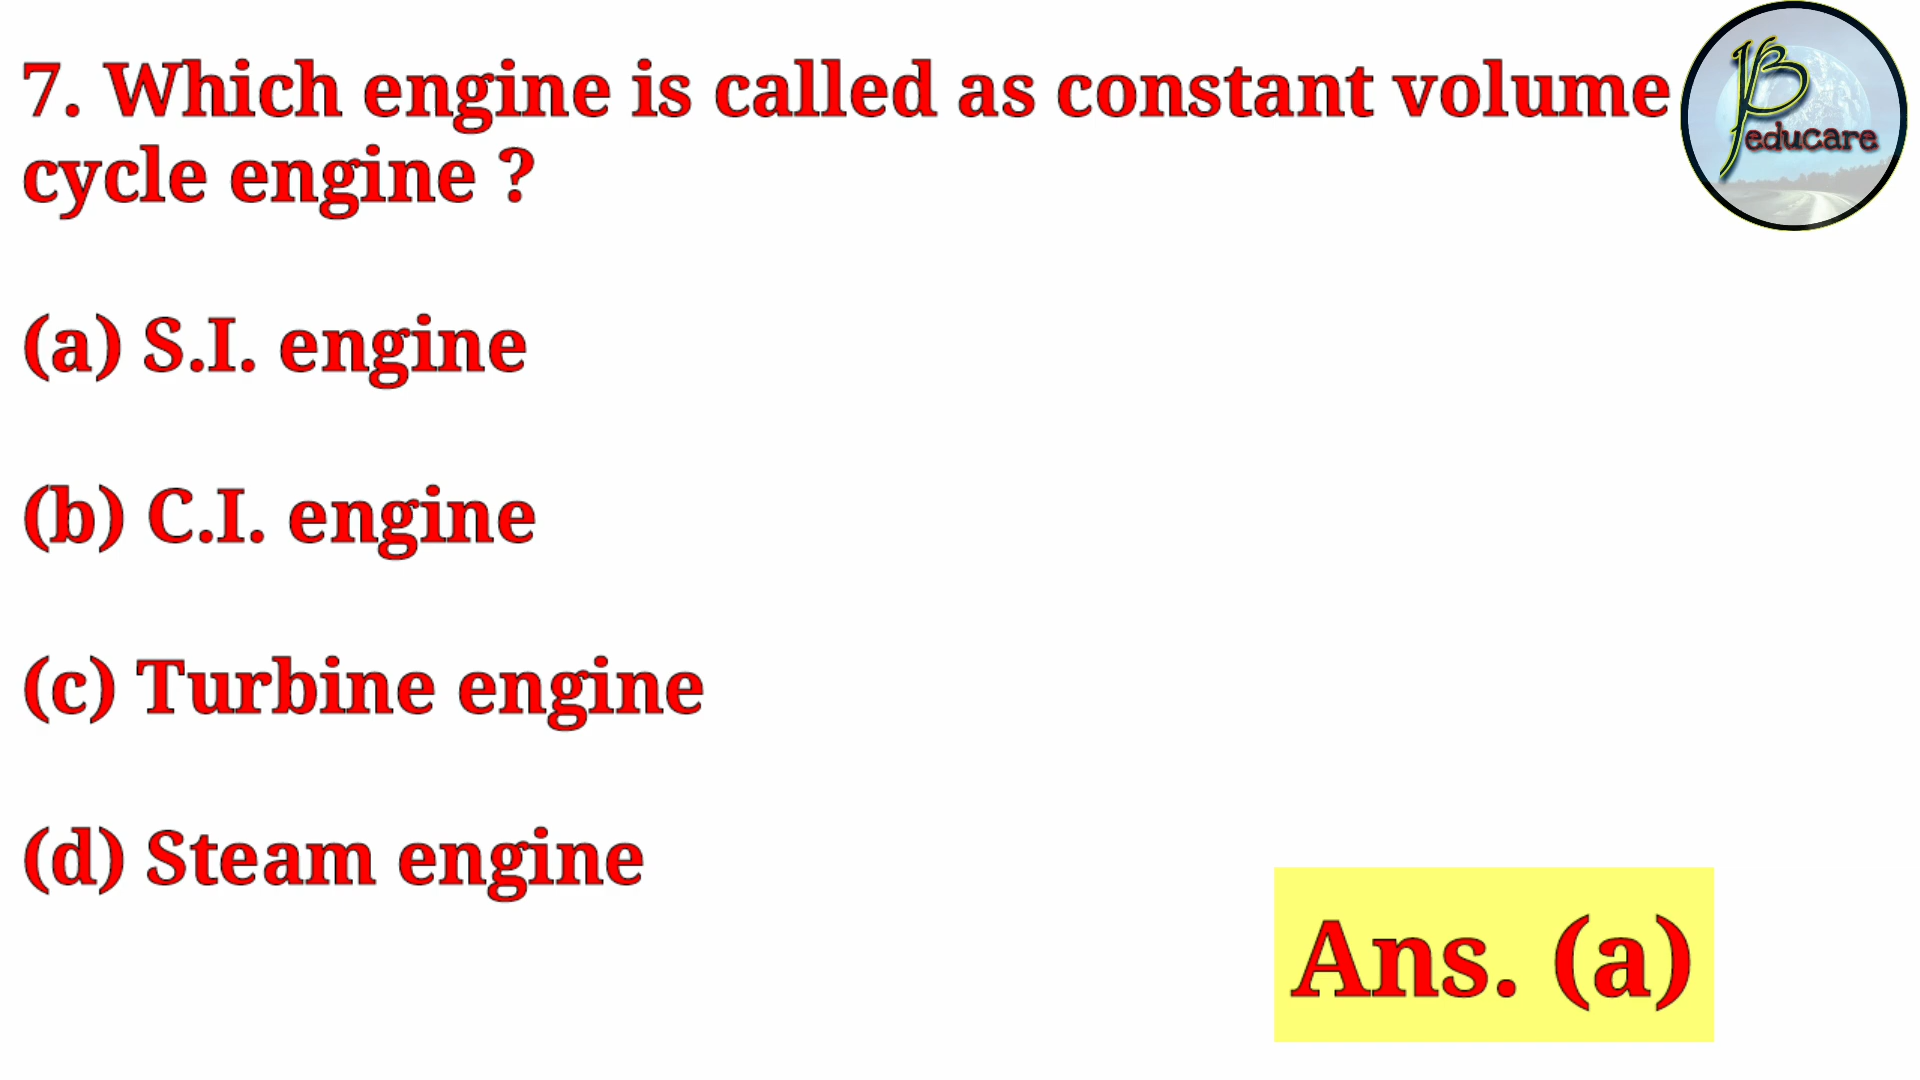 7. Which engine is called as constant volume
cycle engine ?
(a) S.I. engine
(b) C.I. engine
(c) Turbine engine
(d) Steam engine
Ans. (a)
educare